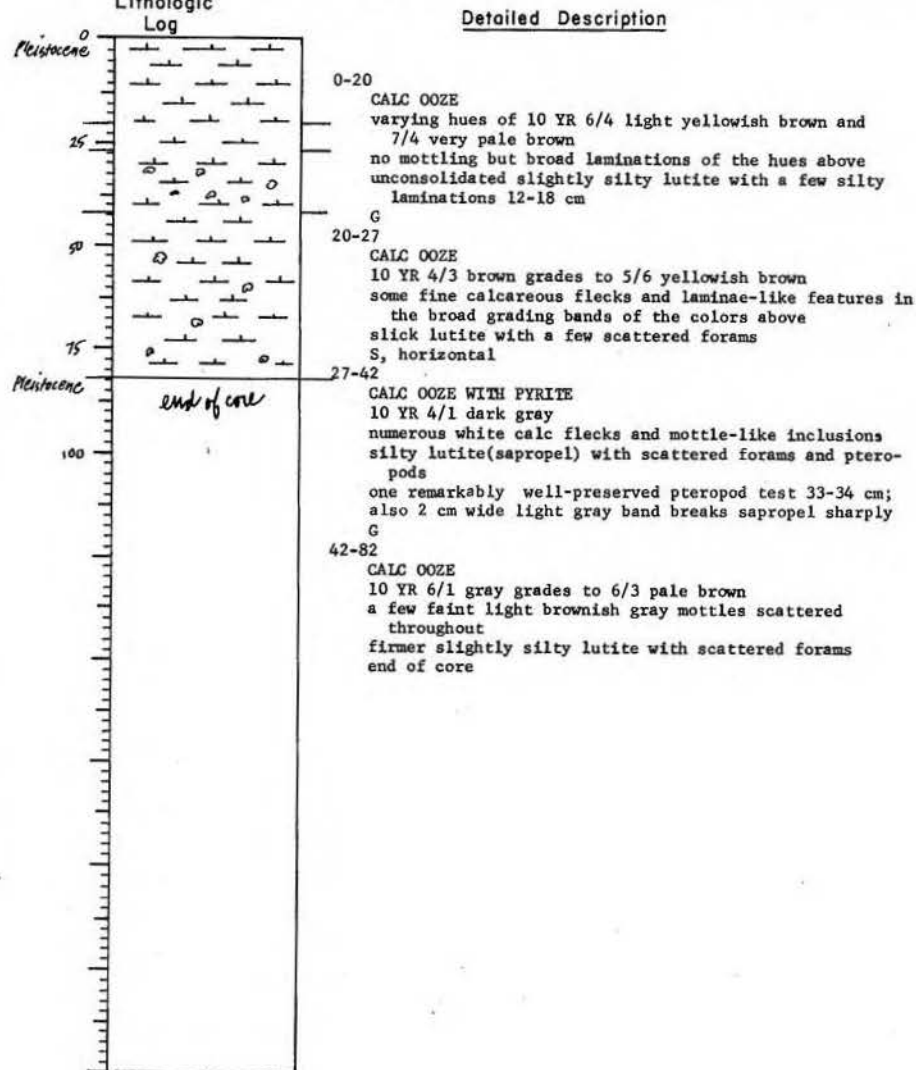 Lithologic
Log
Detailed Description
0
Pleistocene
25
50
75
Pleistocene
end of core
100
0-20
CALC OOZE
varying hues of 10 YR 6/4 light yellowish brown and
7/4 very pale brown
no mottling but broad laminations of the hues above
unconsolidated slightly silty lutite with a few silty
laminations 12-18 cm
G
20-27
CALC OOZE
10 YR 4/3 brown grades to 5/6 yellowish brown
some fine calcareous flecks and laminae-like features in
the broad grading bands of the colors above
slick lutite with a few scattered forams
S, horizontal
27-42
CALC OOZE WITH PYRITE
10 YR 4/1 dark gray
numerous white calc flecks and mottle-like inclusions
silty lutite(sapropel) with scattered forams and ptero-
pods
one remarkably well-preserved pteropod test 33-34 cm;
also 2 cm wide light gray band breaks sapropel sharply
G
42-82
CALC OOZE
10 YR 6/1 gray grades to 6/3 pale brown
a few faint light brownish gray mottles scattered
throughout
firmer slightly silty lutite with scattered forams
end of core